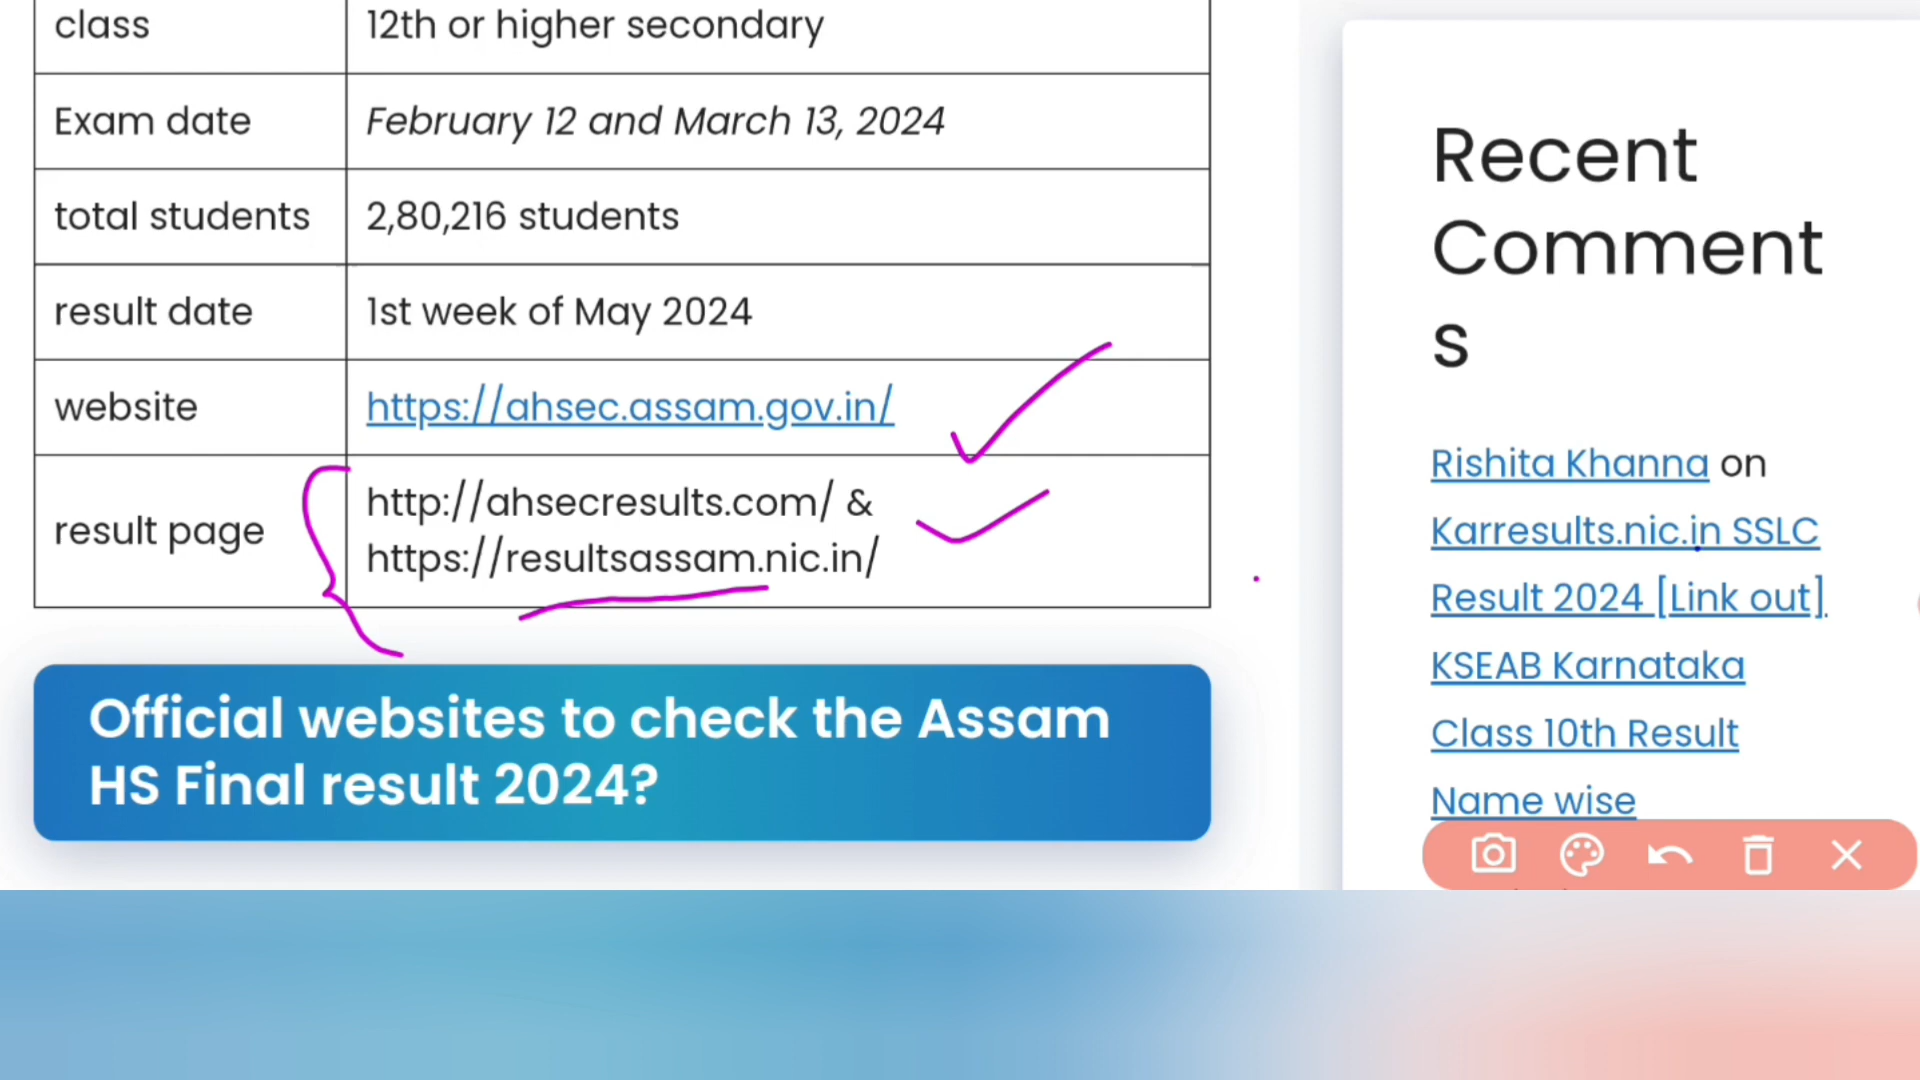 class
12th or higher secondary
Exam date
February 12 and March 13, 2024
total students
2,80,216 students
result date
1st week of May 2024
website
https://ahsec.assam.gov.in/
result page
http://ahsecresults.com/ &
https://resultsassam.nic.in/
Official websites to check the Assam
HS Final result 2024?
Recent
Comment
s
Rishita Khanna on
Karresults.nic.in SSLC
Result 2024 [Link out]
KSEAB Karnataka
Class 10th Result
Name wise